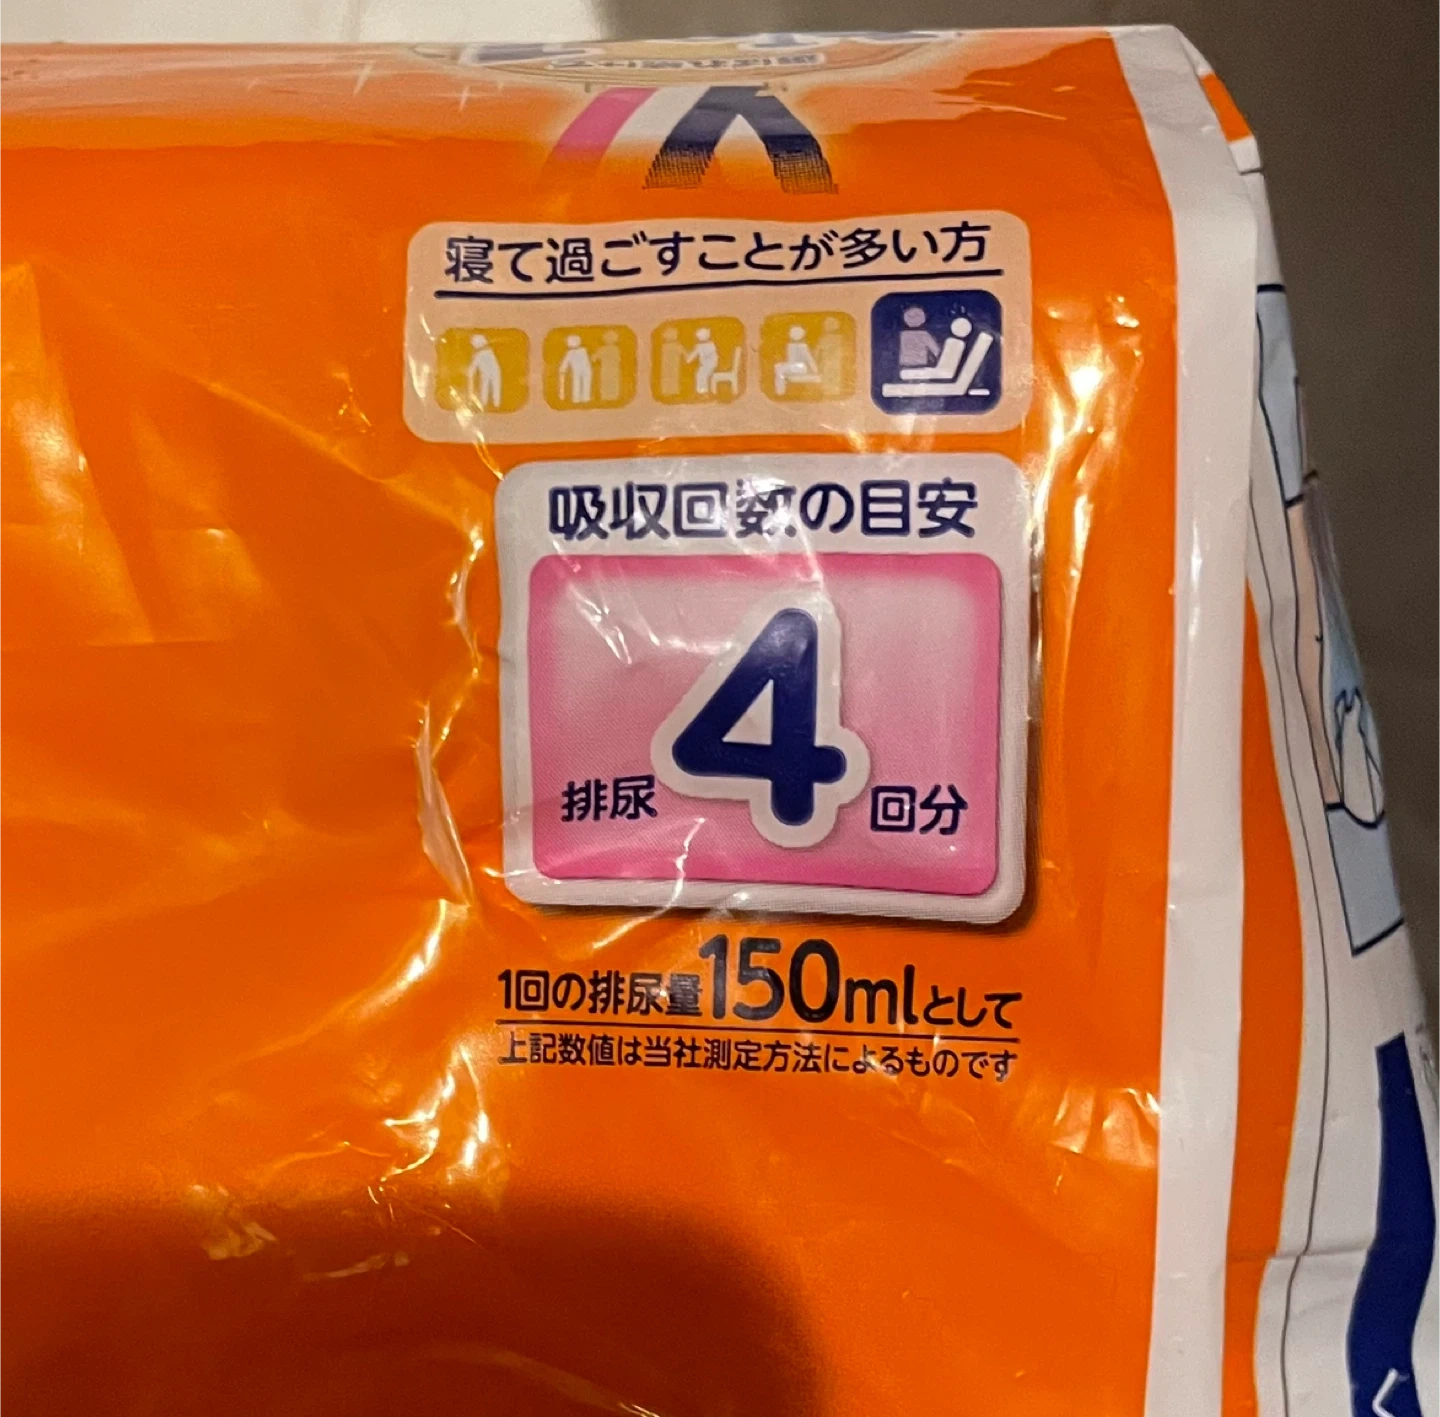 寝て過ごすことが多い方
吸収回数の目安
排尿4回分
1回の排尿量150mlとして
上記数値は当社測定方法によるものです